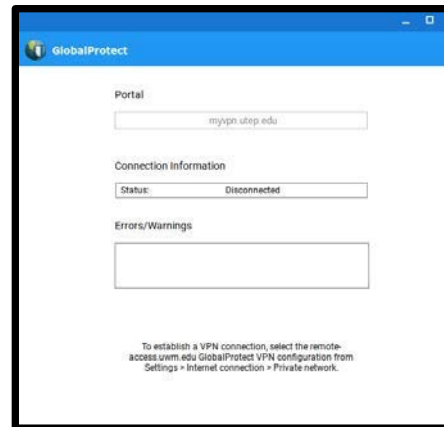 GlobalProtect
Portal
myvpn.utep.edu
Connection Information
Status: Disconnected
Errors/Warnings
To establish a VPN connection, select the remote-
access.uwm.edu GlobalProtect VPN configuration from
Settings > Internet connection > Private network.